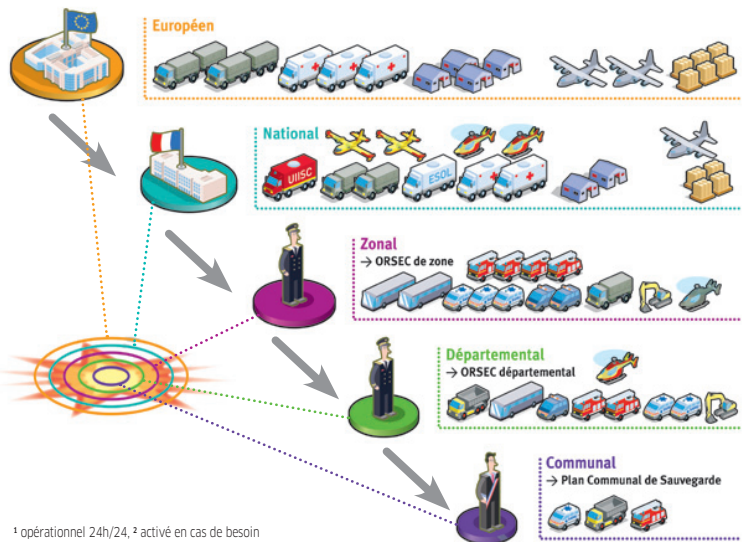 Européen
National
UIISC
ESOL
Zonal
→ ORSEC de zone
Départemental
→ ORSEC départemental
Communal
→ Plan Communal de Sauvegarde
¹ opérationnel 24h/24, ² activé en cas de besoin